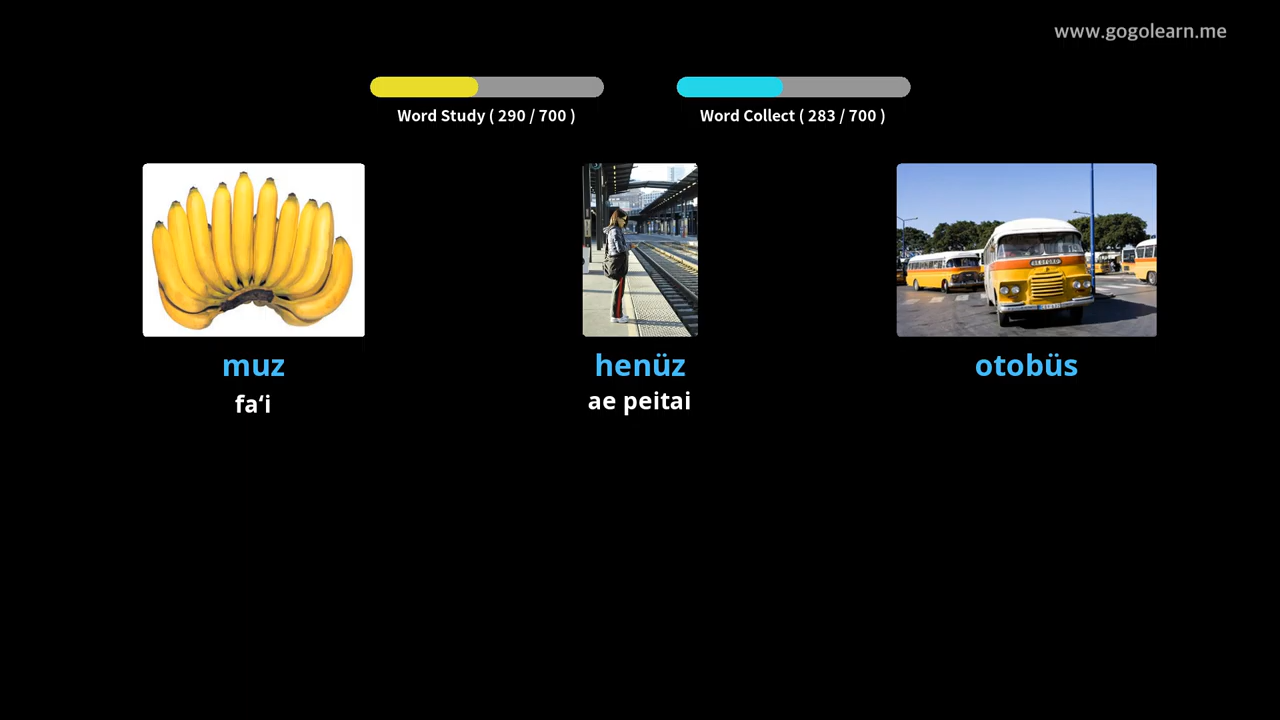 www.gogolearn.me
Word Study ( 290 / 700 )
Word Collect ( 283 / 700 )
muz
henüz
otobüs
fa‘i
ae peitai